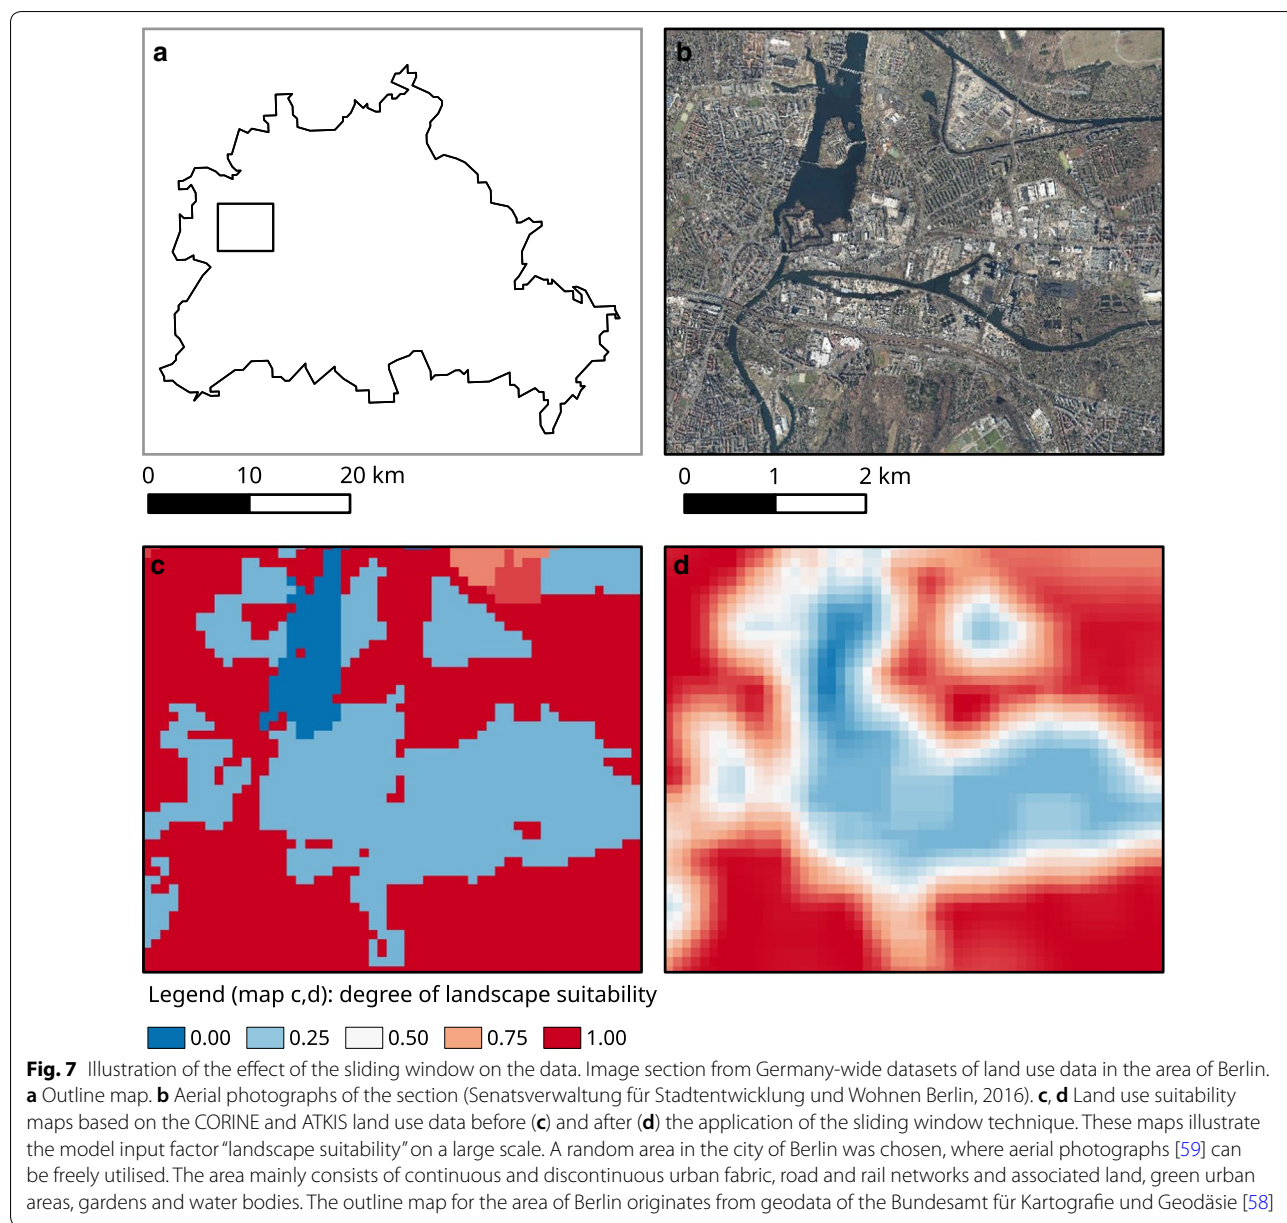 a
b
0 10 20 km
0 1 2 km
c
d
Legend (map c,d): degree of landscape suitability
0.00 0.25 0.50 0.75 1.00
Fig. 7 Illustration of the effect of the sliding window on the data. Image section from Germany-wide datasets of land use data in the area of Berlin.
a Outline map. b Aerial photographs of the section (Senatsverwaltung für Stadtentwicklung und Wohnen Berlin, 2016). c, d Land use suitability
maps based on the CORINE and ATKIS land use data before (c) and after (d) the application of the sliding window technique. These maps illustrate
the model input factor “landscape suitability” on a large scale. A random area in the city of Berlin was chosen, where aerial photographs [59] can
be freely utilised. The area mainly consists of continuous and discontinuous urban fabric, road and rail networks and associated land, green urban
areas, gardens and water bodies. The outline map for the area of Berlin originates from geodata of the Bundesamt für Kartografie und Geodäsie [58]